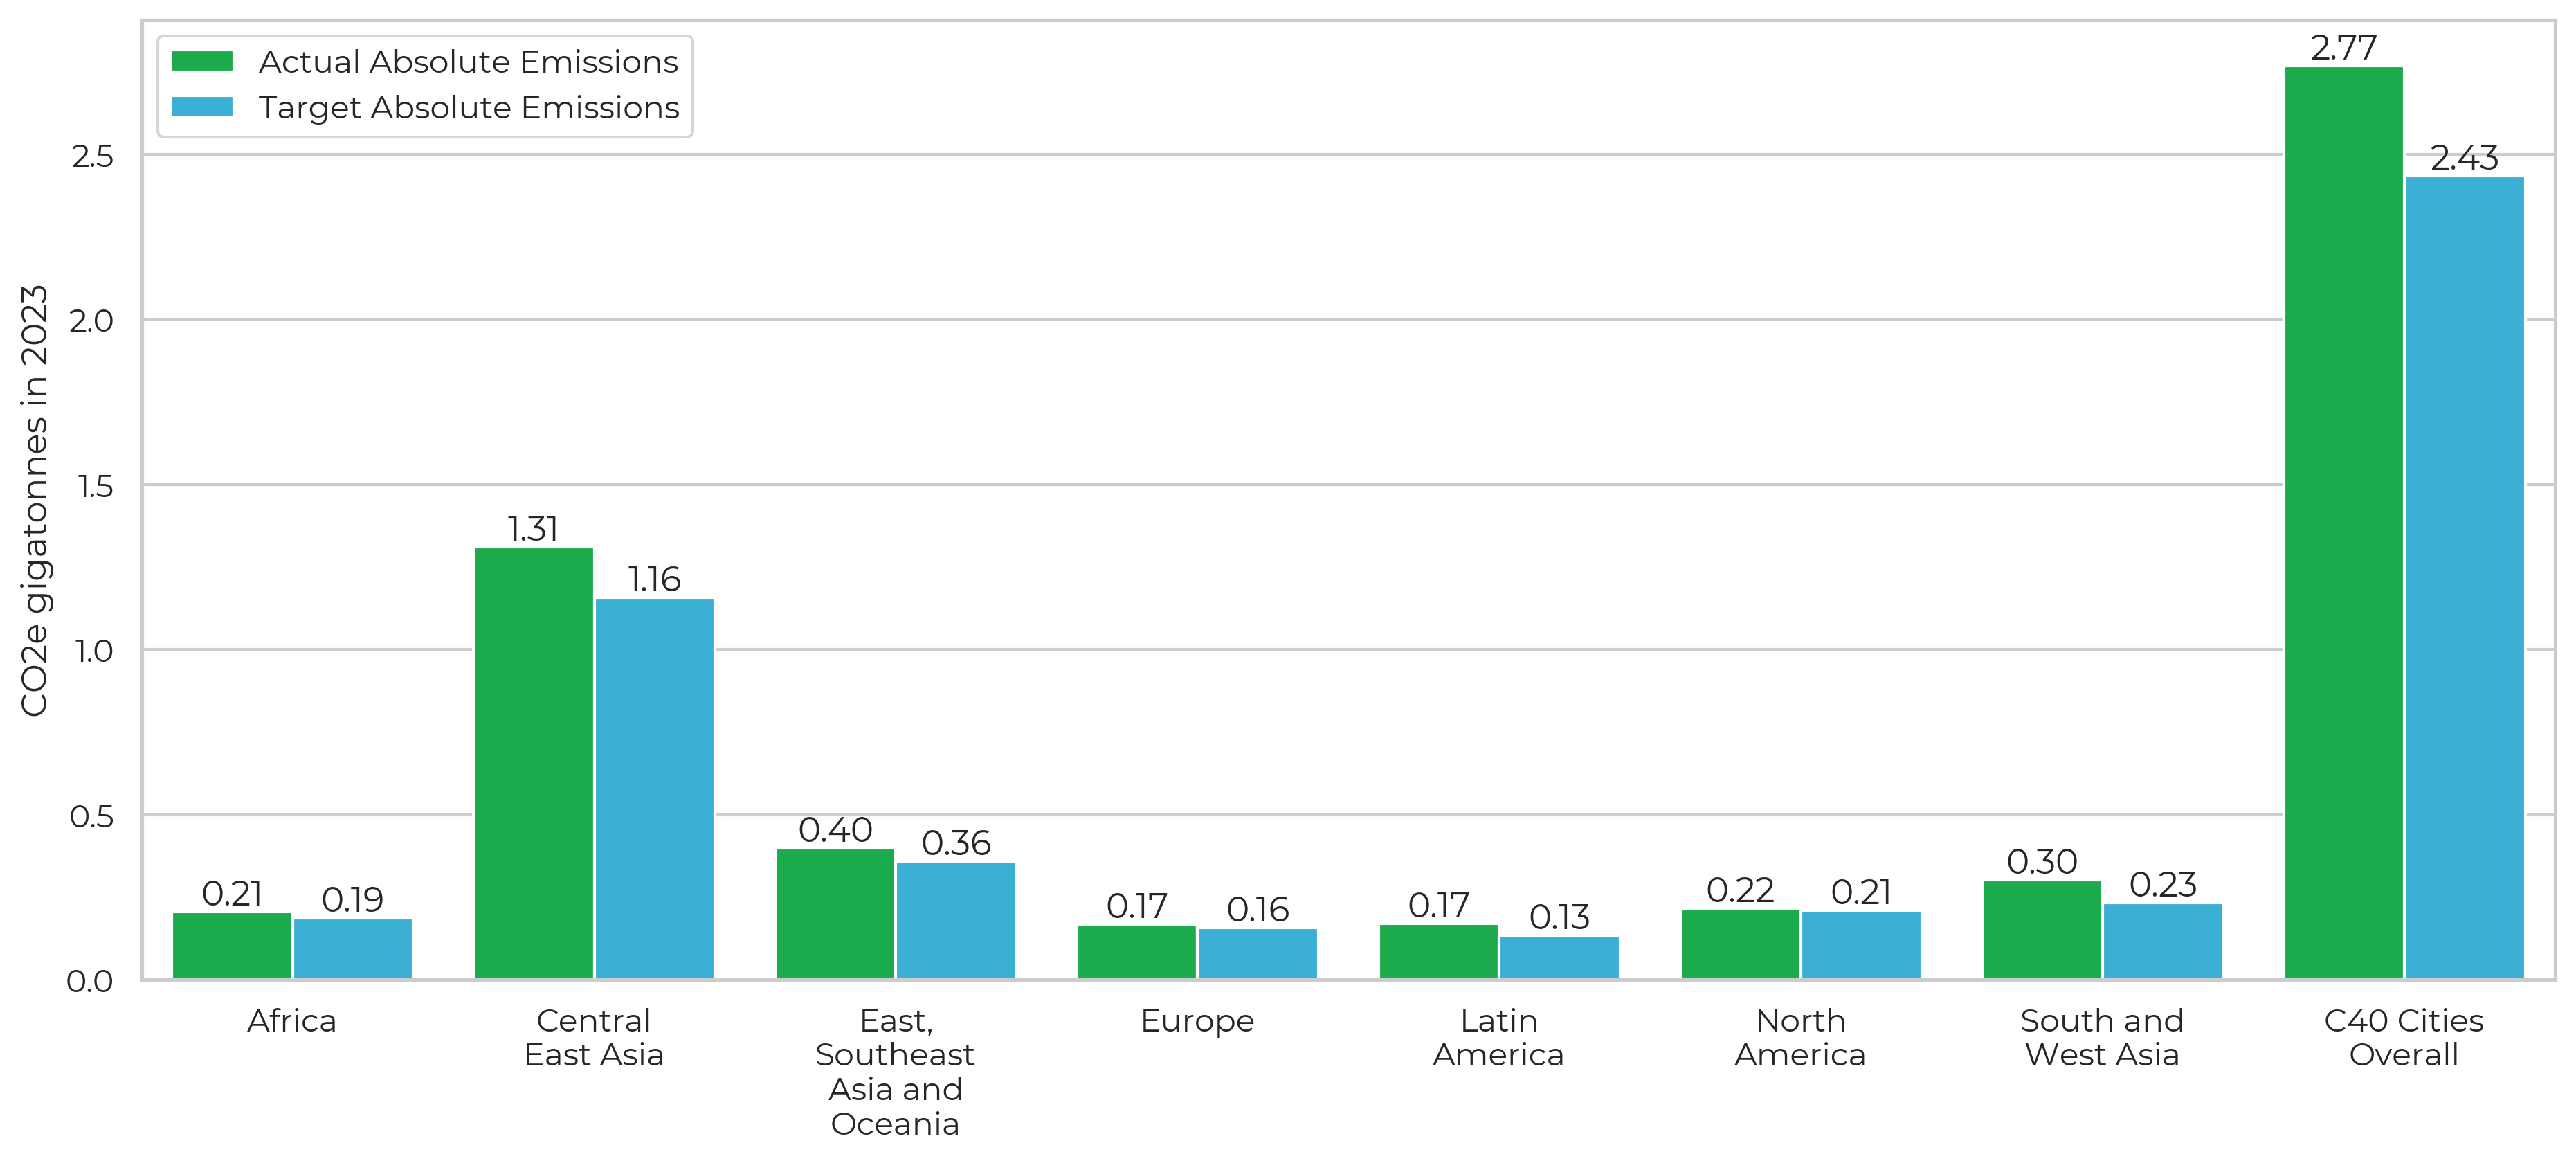 Actual Absolute Emissions
Target Absolute Emissions
CO2e gigatonnes in 2023
2.5
2.0
1.5
1.0
0.5
0.0
0.21
0.19
1.31
1.16
0.40
0.36
0.17
0.16
0.17
0.13
0.22
0.21
0.30
0.23
2.77
2.43
Africa
Central
East Asia
East,
Southeast
Asia and
Oceania
Europe
Latin
America
North
America
South and
West Asia
C40 Cities
Overall